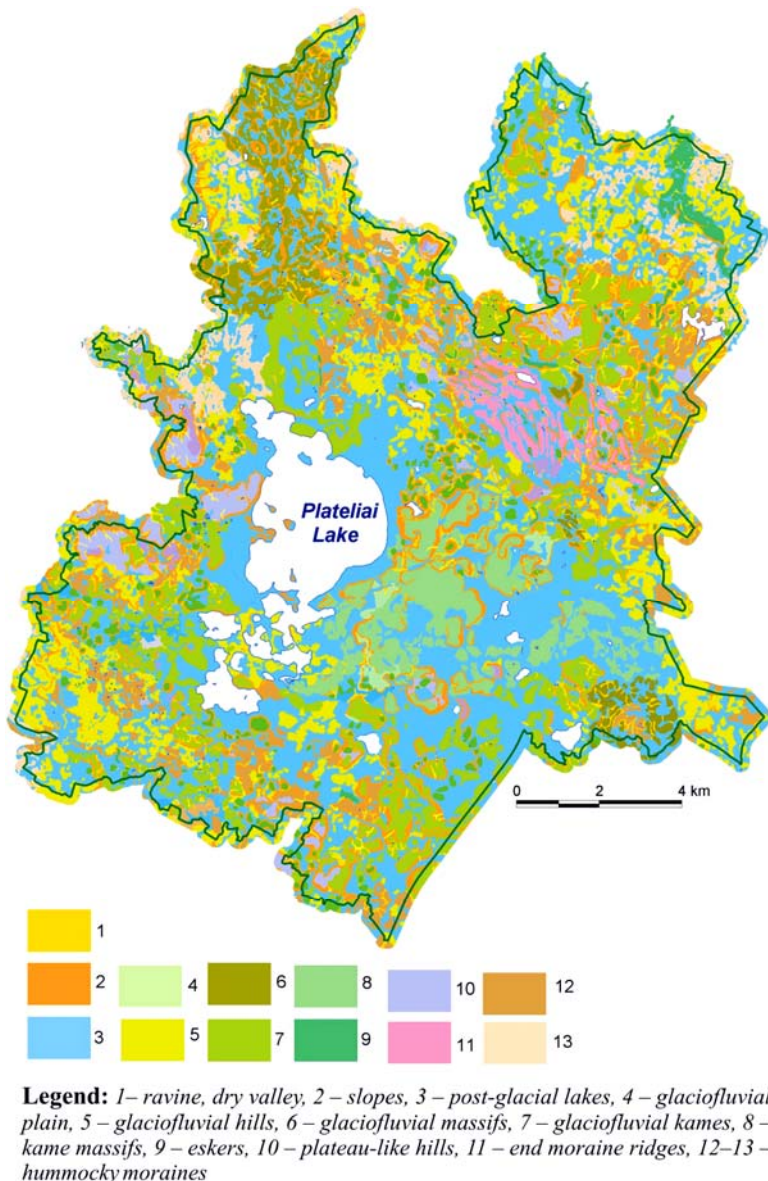 Plateliai
Lake
0 2 4 km
1
2 4 6 8 10 12
3 5 7 9 11 13
Legend: 1– ravine, dry valley, 2 – slopes, 3 – post-glacial lakes, 4 – glaciofluvial
plain, 5 – glaciofluvial hills, 6 – glaciofluvial massifs, 7 – glaciofluvial kames, 8 –
kame massifs, 9 – eskers, 10 – plateau-like hills, 11 – end moraine ridges, 12–13 –
hummocky moraines